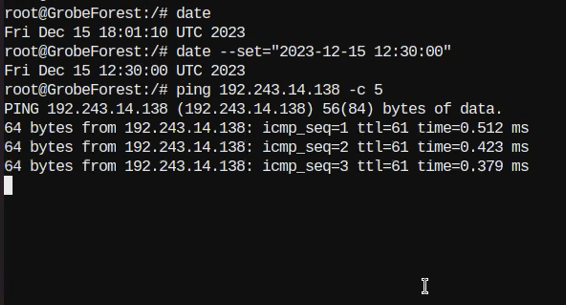 root@GrobeForest:/# date
Fri Dec 15 18:01:10 UTC 2023
root@GrobeForest:/# date --set="2023-12-15 12:30:00"
Fri Dec 15 12:30:00 UTC 2023
root@GrobeForest:/# ping 192.243.14.138 -c 5
PING 192.243.14.138 (192.243.14.138) 56(84) bytes of data.
64 bytes from 192.243.14.138: icmp_seq=1 ttl=61 time=0.512 ms
64 bytes from 192.243.14.138: icmp_seq=2 ttl=61 time=0.423 ms
64 bytes from 192.243.14.138: icmp_seq=3 ttl=61 time=0.379 ms